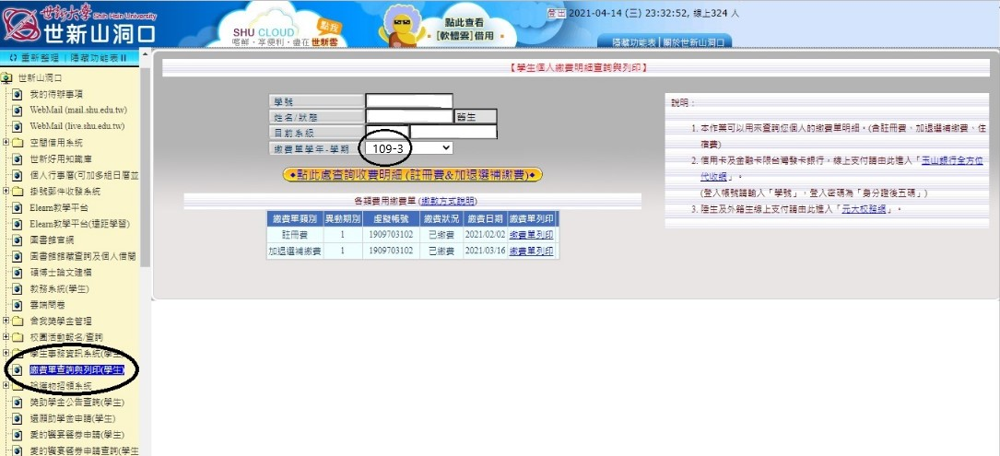 世新大學 Shih Hsin University
世新山洞口
SHU CLOUD
嚐鮮‧享便利‧盡在世新雲
點我
點此查看
[軟體雲]借用
登出 2021-04-14 (三) 23:32:52, 線上324 人
隱藏功能表 | 關於世新山洞口
重新整理 | 隱藏功能表
世新山洞口
我的待辦事項
WebMail (mail.shu.edu.tw)
WebMail (live.shu.edu.tw)
空間借用系統
世新好用知識庫
個人行事曆(可加多組日曆並
掛號郵件收發系統
Elearn教學平台
Elearn教學平台(遠距學習)
圖書館官網
圖書館館藏查詢及個人借閱
碩博士論文建檔
教務系統(學生)
雲端問卷
舍我獎學金管理
校園活動報名/查詢
學生事務資訊系統(學生)
繳費單查詢與列印(學生)
拾獲物招領系統
獎助學金公告查詢(學生)
還願助學金申請(學生)
愛的饗宴餐券申請(學生)
愛的饗宴餐券申請查詢(學生
【學生個人繳費明細查詢與列印】
學號
姓名/狀態 舊生
目前系級
繳費單學年-學期 109-3
◆點此處查詢收費明細(註冊費&加退選補繳費)◆
各類費用繳費單 (繳款方式說明)
繳費單類別 異動期別 虛擬帳號 繳費狀況 繳費日期 繳費單列印
註冊費 1 1909703102 已繳費 2021/02/02 繳費單列印
加退選補繳費 1 1909703102 已繳費 2021/03/16 繳費單列印
說明：
1. 本作業可以用來查詢您個人的繳費單明細。(含註冊費、加退選補繳費、住
宿費)
2. 信用卡及金融卡限台灣發卡銀行。線上支付請由此進入「玉山銀行全方位
代收網」。
(登入帳號請輸入「學號」，登入密碼為「身分證後五碼」)
3. 陸生及外籍生線上支付請由此進入「元大校務網」。